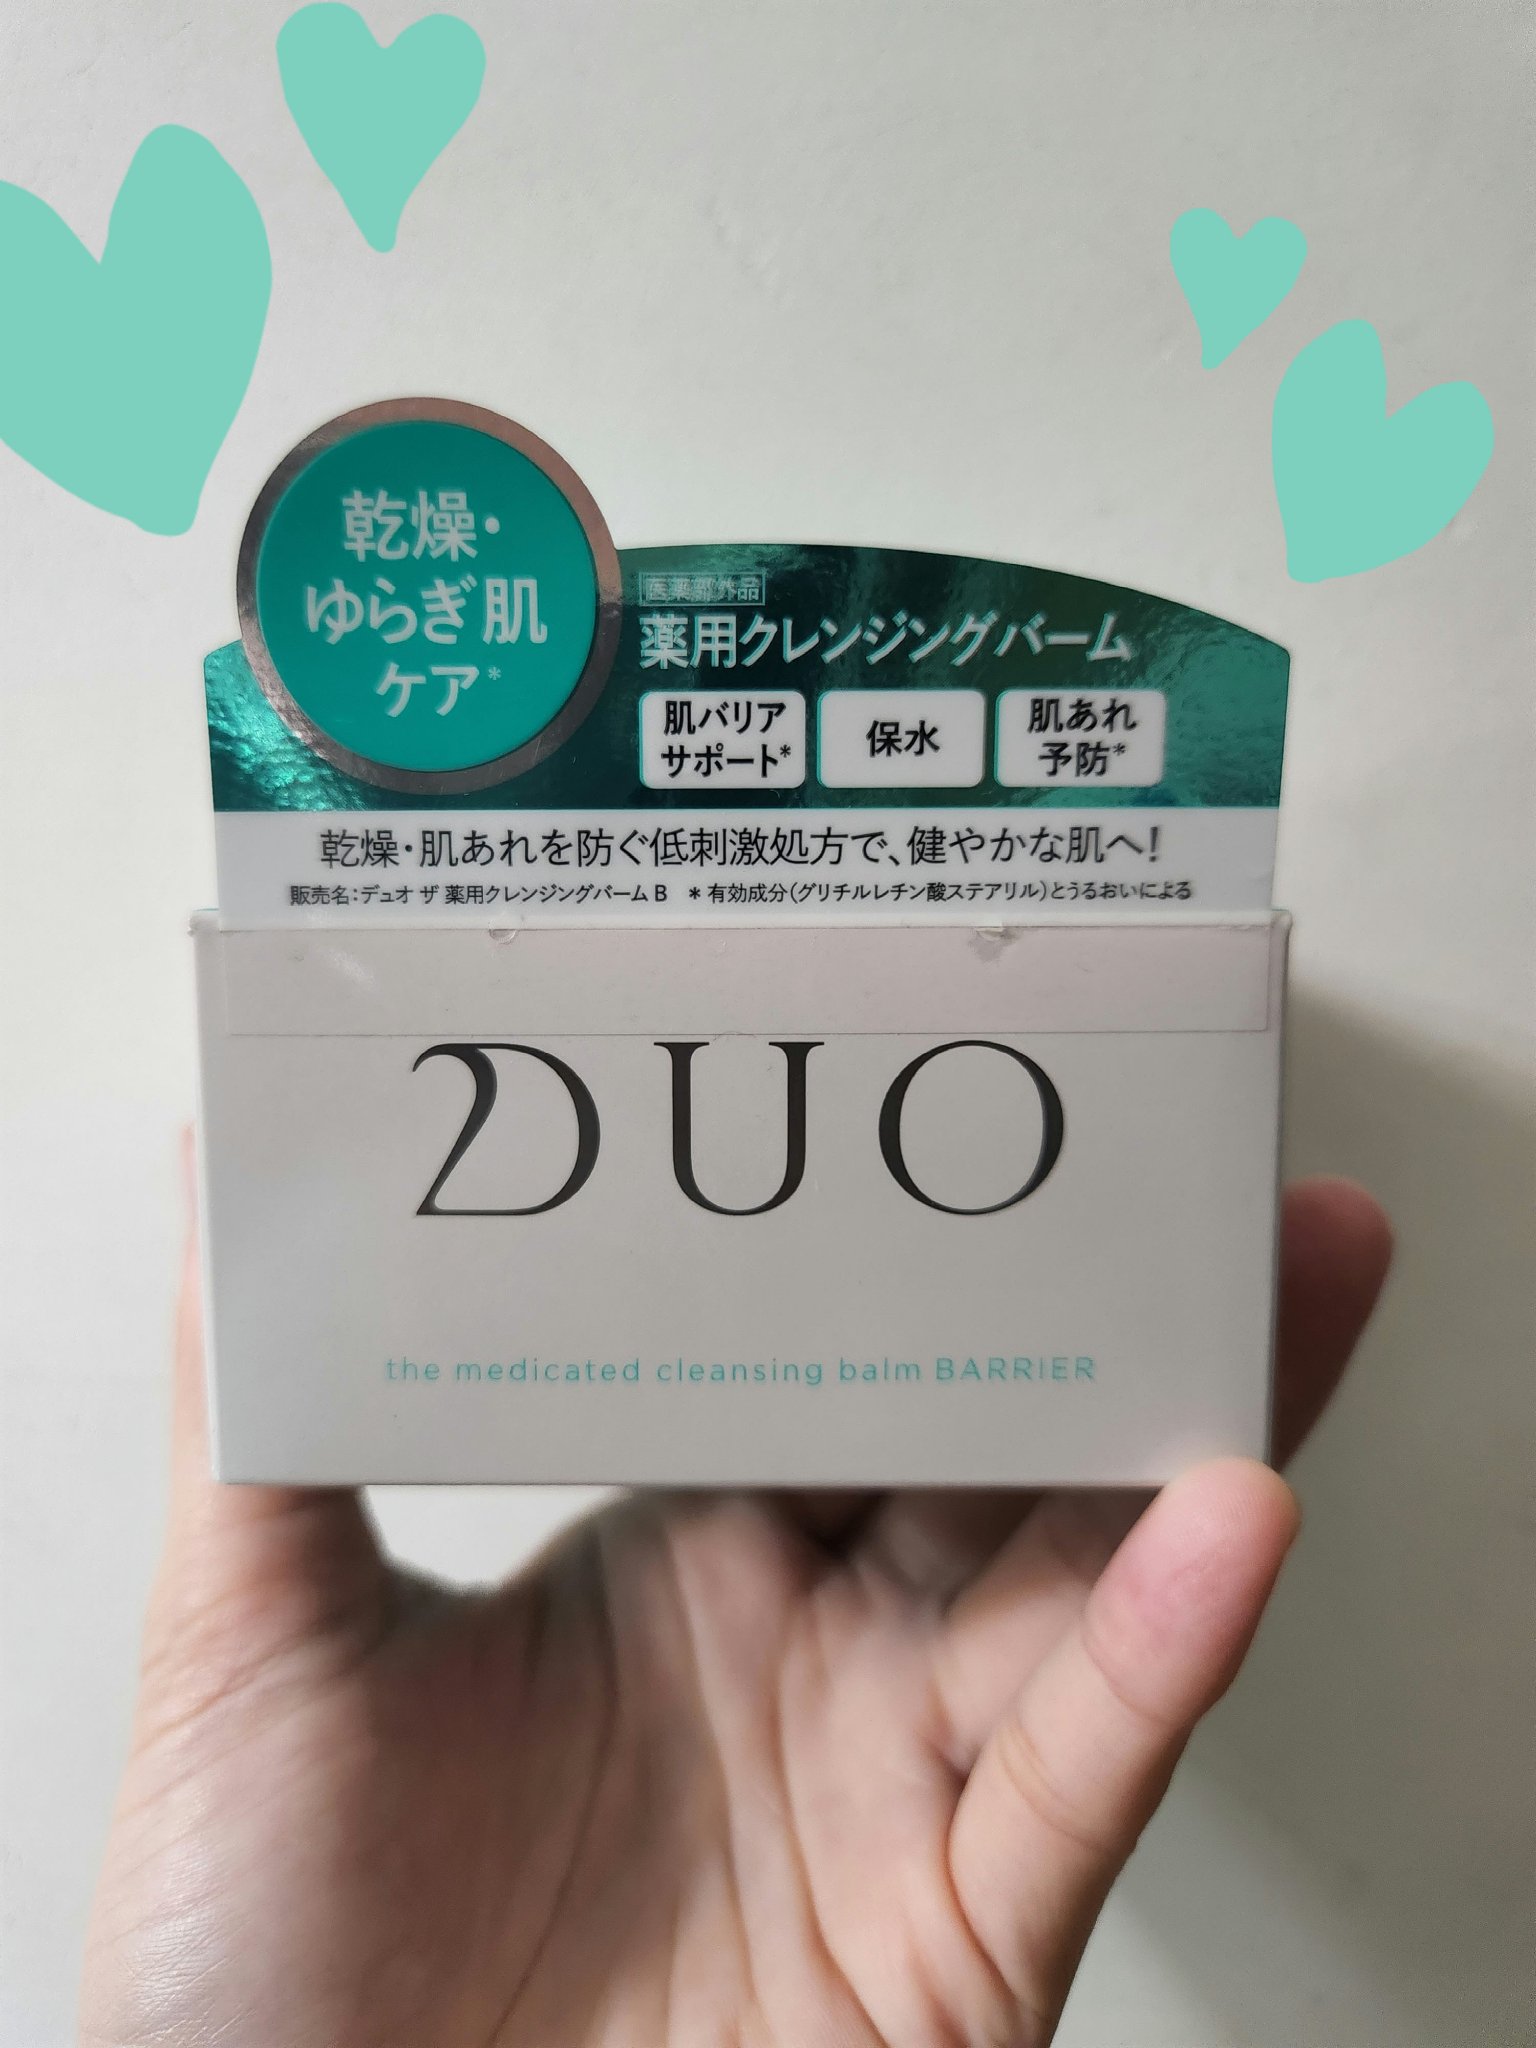 乾燥・
ゆらぎ肌
ケア*
医薬部外品
薬用クレンジングバーム
肌バリア
サポート*
保水
肌あれ
予防*
乾燥・肌あれを防ぐ低刺激処方で、健やかな肌へ!
販売名:デュオ ザ 薬用クレンジングバーム B ＊有効成分(グリチルレチン酸ステアリル)とうるおいによる
DUO
the medicated cleansing balm BARRIER